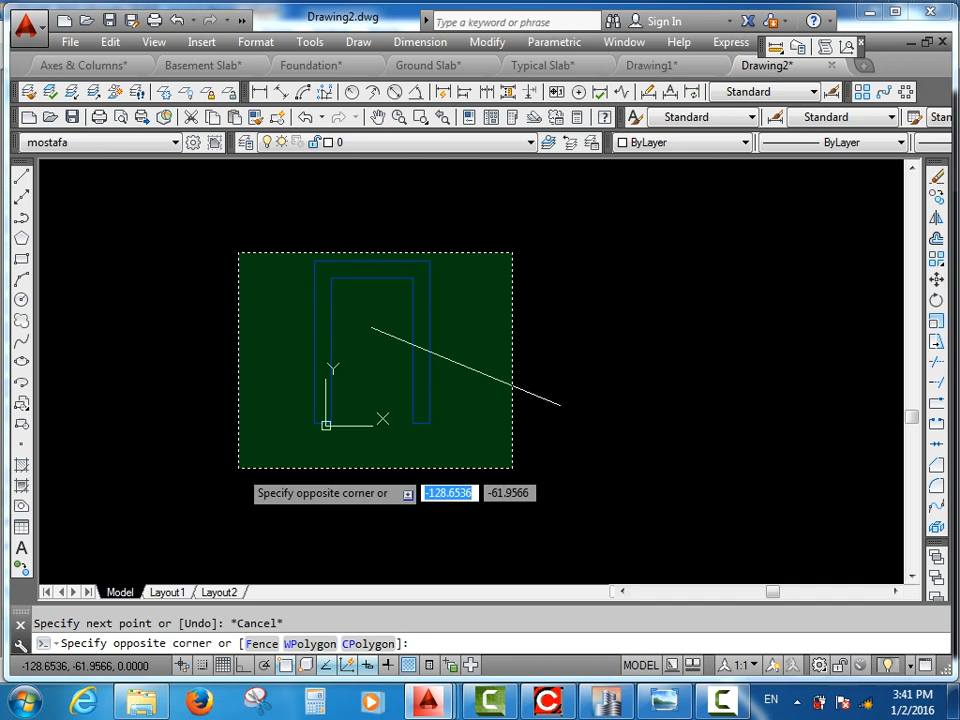 Drawing2.dwg
Type a keyword or phrase
Sign In
File Edit View Insert Format Tools Draw Dimension Modify Parametric Window Help Express
Axes & Columns* Basement Slab* Foundation* Ground Slab* Typical Slab* Drawing1* Drawing2*
Standard
Standard Standard Stan
mostafa 0 ByLayer ByLayer
Y
X
Specify opposite corner or -128.6536 -61.9566
Model Layout1 Layout2
Specify next point or [Undo]: *Cancel*
Specify opposite corner or [Fence WPolygon CPolygon]:
-128.6536, -61.9566, 0.0000 MODEL 1:1
EN 3:41 PM
1/2/2016